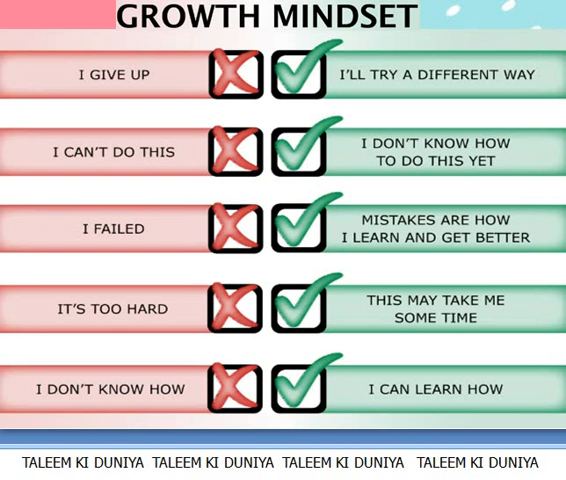 GROWTH MINDSET
I GIVE UP
I'LL TRY A DIFFERENT WAY
I CAN'T DO THIS
I DON'T KNOW HOW
TO DO THIS YET
I FAILED
MISTAKES ARE HOW
I LEARN AND GET BETTER
IT'S TOO HARD
THIS MAY TAKE ME
SOME TIME
I DON'T KNOW HOW
I CAN LEARN HOW
TALEEM KI DUNIYA TALEEM KI DUNIYA TALEEM KI DUNIYA TALEEM KI DUNIYA